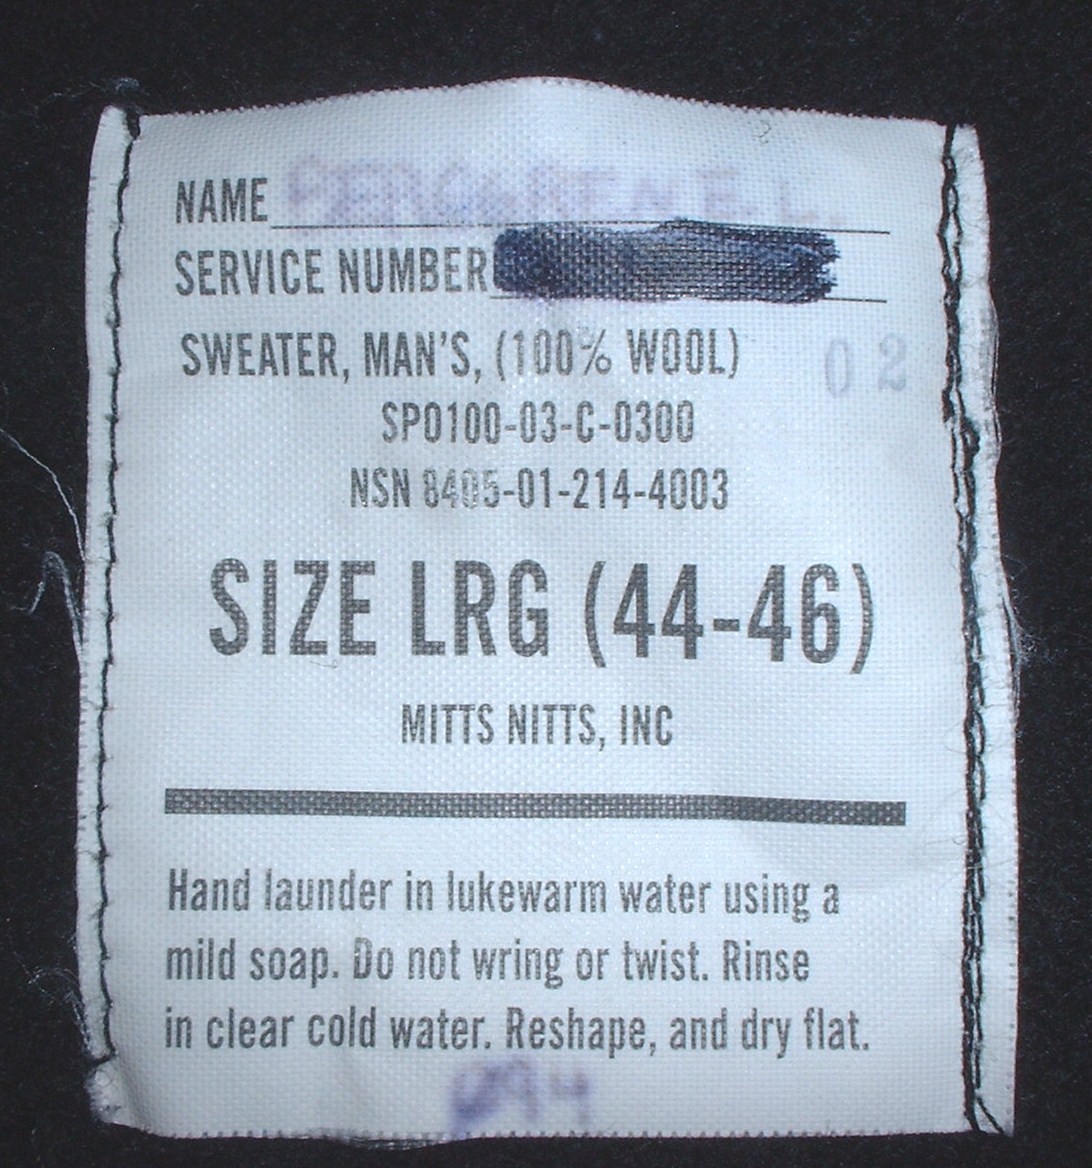 NAME
SERVICE NUMBER
SWEATER, MAN'S, (100% WOOL) 02
SP0100-03-C-0300
NSN 8405-01-214-4003
SIZE LRG (44-46)
MITTS NITTS, INC
Hand launder in lukewarm water using a
mild soap. Do not wring or twist. Rinse
in clear cold water. Reshape, and dry flat.